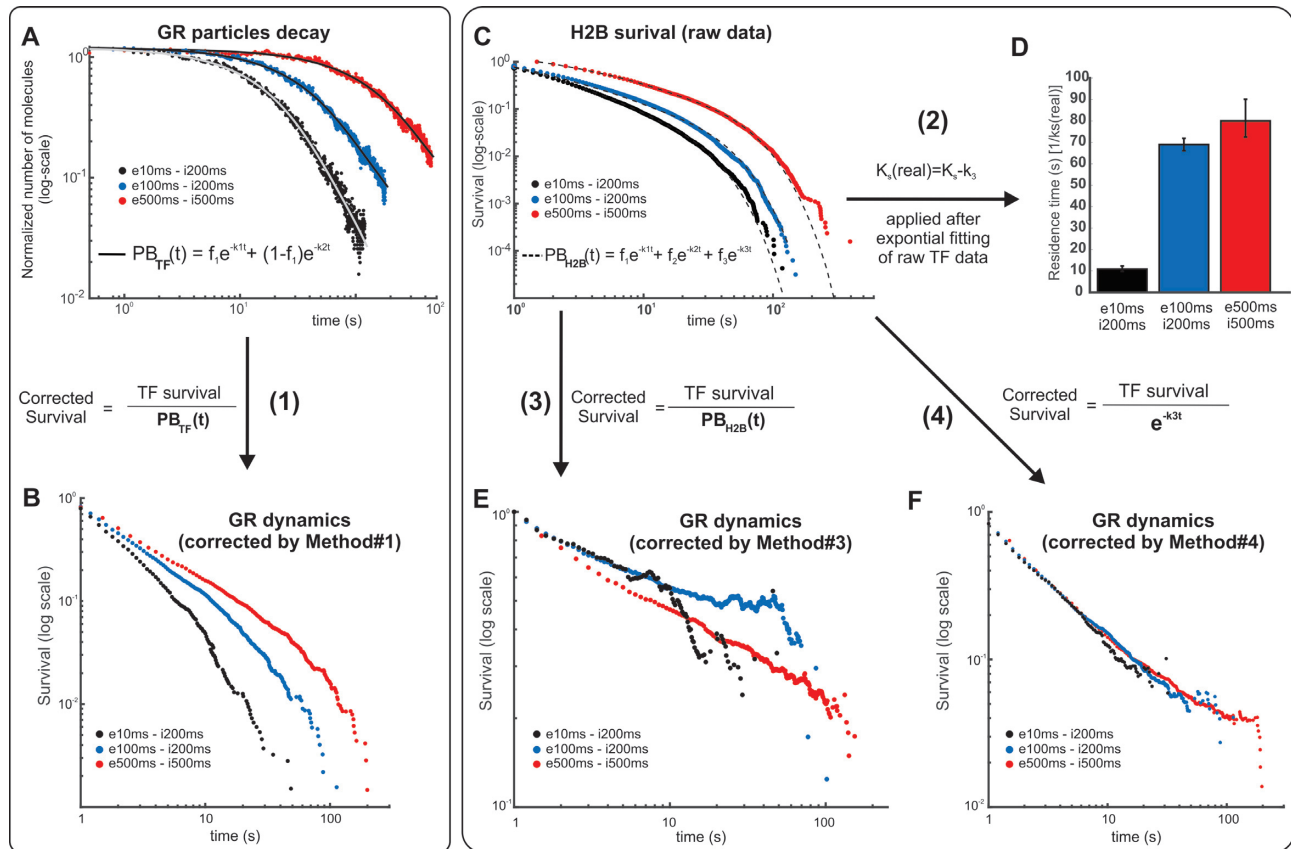 A
GR particles decay
Normalized number of molecules
(log-scale)
10⁰
10⁻¹
10⁻²
e10ms - i200ms
e100ms - i200ms
e500ms - i500ms
PB_TF(t) = f₁e^-k1t + (1-f₁)e^-k2t
10⁰
10¹
10²
10²
time (s)
Corrected
Survival
=
TF survival
PB_TF(t)
(1)
B
GR dynamics
(corrected by Method#1)
Survival (log scale)
10⁰
10⁻¹
10⁻²
e10ms - i200ms
e100ms - i200ms
e500ms - i500ms
1
10
100
time (s)
C
H2B surival (raw data)
Survival (log-scale)
10⁰
10⁻¹
10⁻²
10⁻³
10⁻⁴
e10ms - i200ms
e100ms - i200ms
e500ms - i500ms
PB_H2B(t) = f₁e^-k1t + f₂e^-k2t + f₃e^-k3t
10⁰
10¹
10²
time (s)
(2)
Kₛ(real)=Kₛ-k₃
applied after
expontial fitting
of raw TF data
D
Residence time (s) [1/ks(real)]
100
90
80
70
60
50
40
30
20
10
0
e10ms
i200ms
e100ms
i200ms
e500ms
i500ms
(3)
Corrected
Survival
=
TF survival
PB_H2B(t)
(4)
Corrected
Survival
=
TF survival
e^-k3t
E
GR dynamics
(corrected by Method#3)
Survival (log scale)
10⁰
10⁻¹
e10ms - i200ms
e100ms - i200ms
e500ms - i500ms
1
10
100
time (s)
F
GR dynamics
(corrected by Method#4)
Survival (log scale)
10⁰
10⁻¹
10⁻²
e10ms - i200ms
e100ms - i200ms
e500ms - i500ms
1
10
100
time (s)